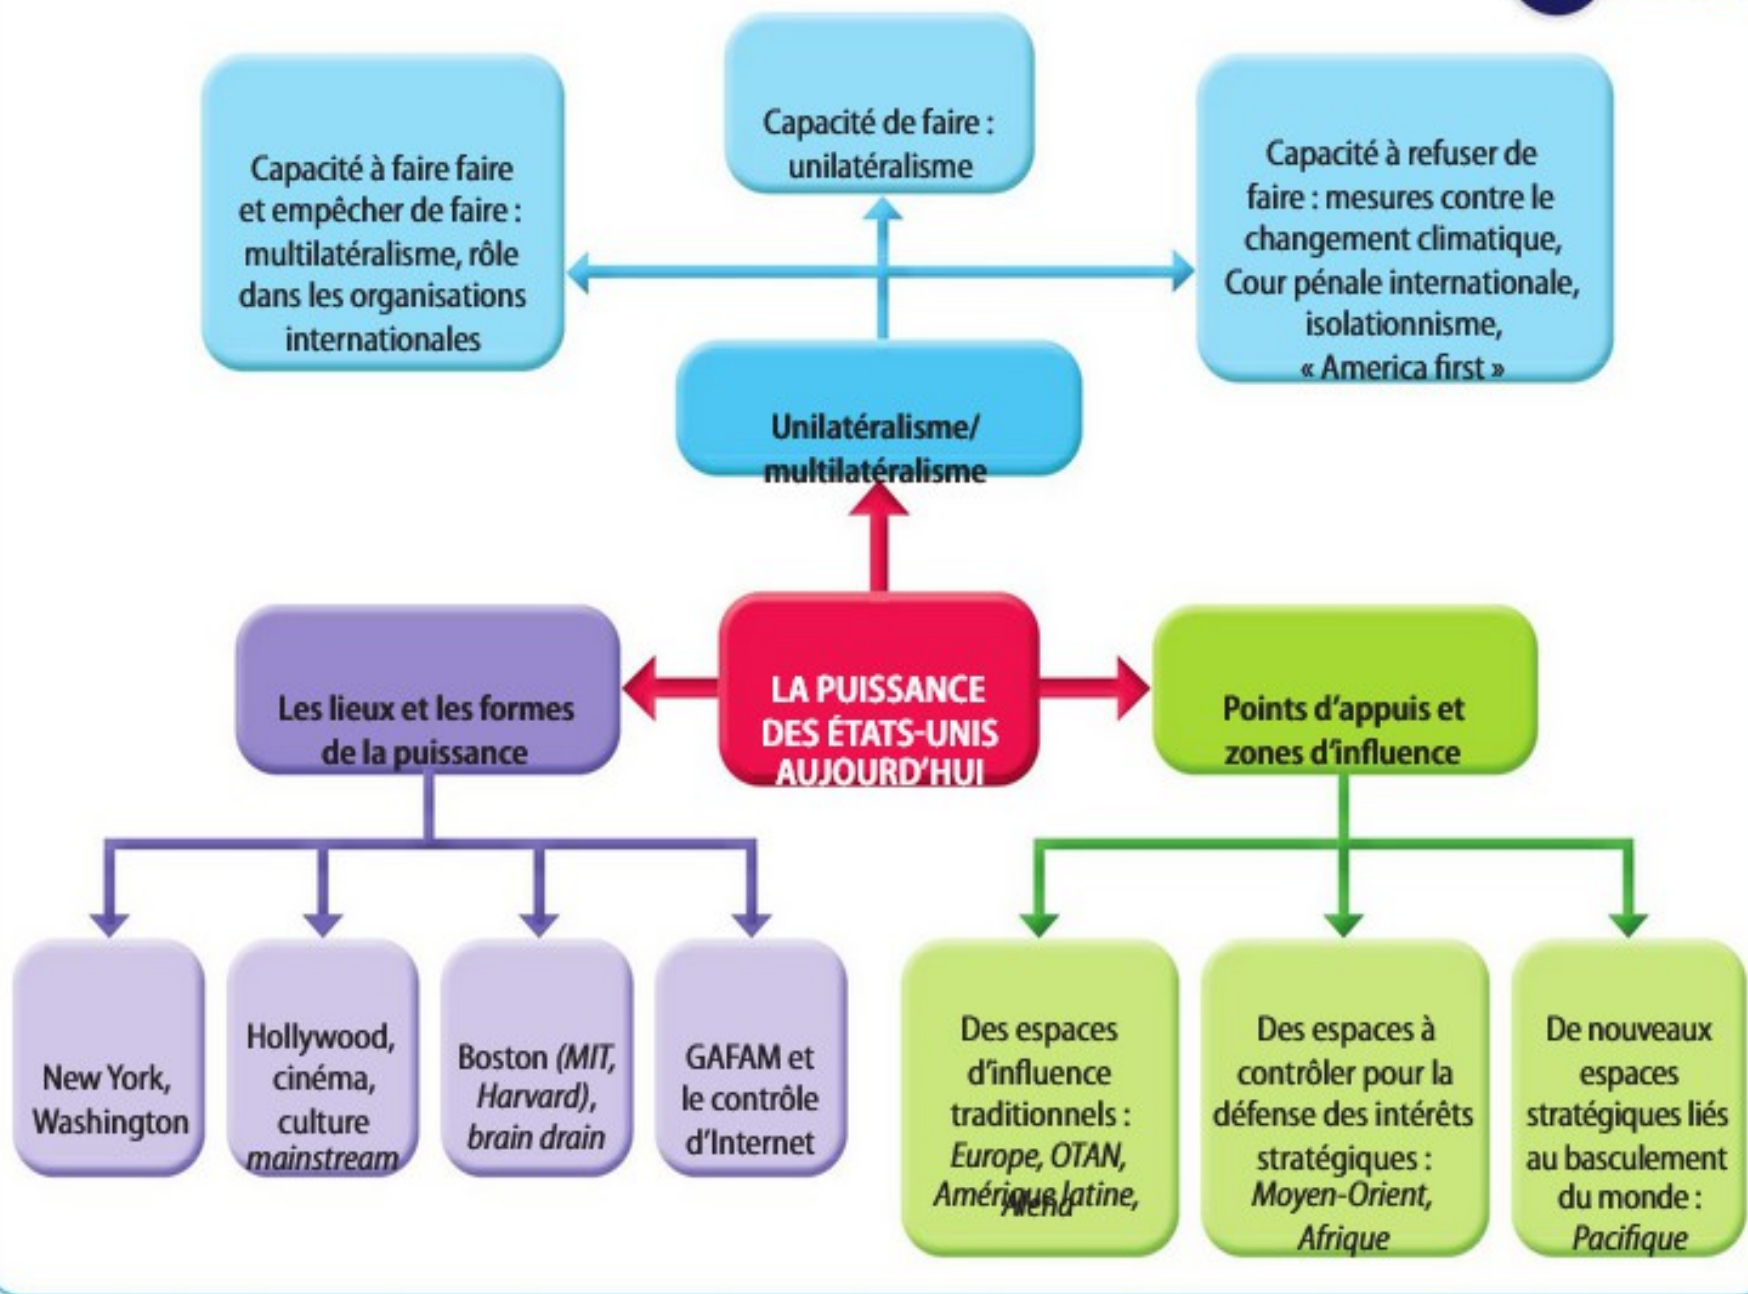 Capacité de faire :
unilatéralisme
Capacité à faire faire
et empêcher de faire :
multilatéralisme, rôle
dans les organisations
internationales
Capacité à refuser de
faire : mesures contre le
changement climatique,
Cour pénale internationale,
isolationnisme,
« America first »
Unilatéralisme/
multilatéralisme
LA PUISSANCE
DES ÉTATS-UNIS
AUJOURD'HUI
Les lieux et les formes
de la puissance
Points d'appuis et
zones d'influence
New York,
Washington
Hollywood,
cinéma,
culture
mainstream
Boston (MIT,
Harvard),
brain drain
GAFAM et
le contrôle
d'Internet
Des espaces
d'influence
traditionnels :
Europe, OTAN,
Amérique latine,
Alena
Des espaces à
contrôler pour la
défense des intérêts
stratégiques :
Moyen-Orient,
Afrique
De nouveaux
espaces
stratégiques liés
au basculement
du monde :
Pacifique